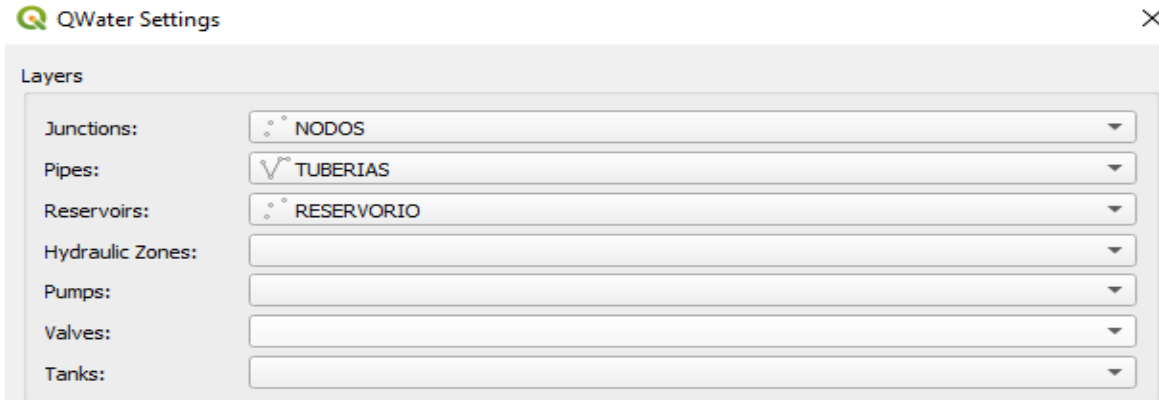 QWater Settings
Layers
Junctions: NODOS
Pipes: TUBERIAS
Reservoirs: RESERVORIO
Hydraulic Zones:
Pumps:
Valves:
Tanks: